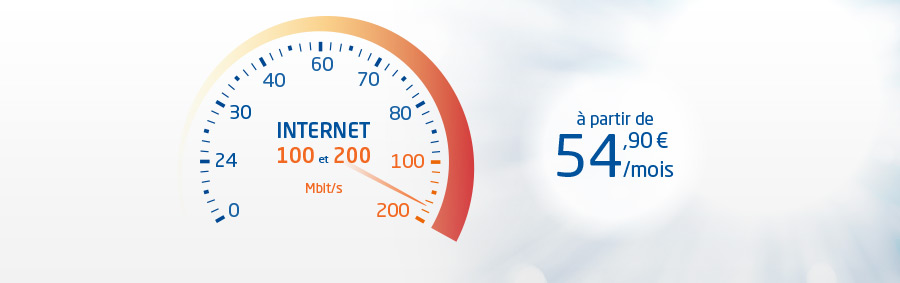 60
40
70
30
80
INTERNET
100 et 200
24
100
Mbit/s
0
200
à partir de
54,90 €
/mois